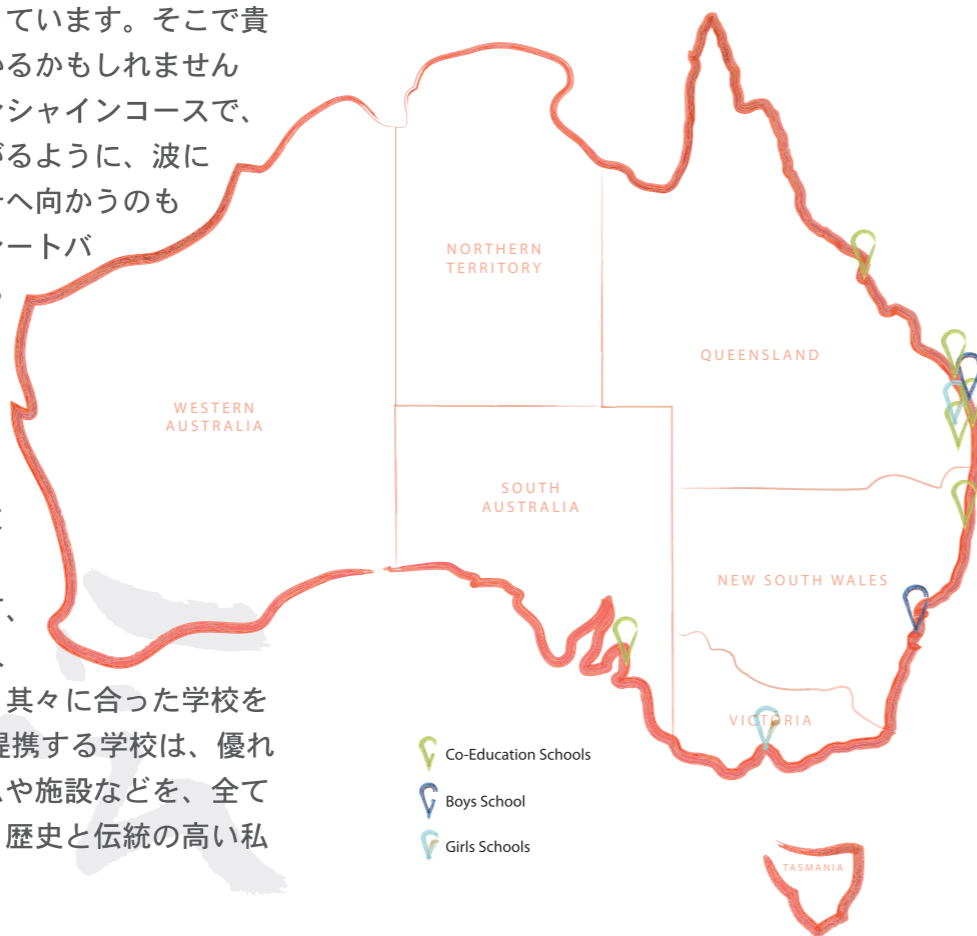 ています。そこで貴
いるかもしれません
シャインコースで、
がるように、波に
へ向かうのも
ートバ
其々に合った学校を
提携する学校は、優れ
や施設などを、全て
歴史と伝統の高い私
NORTHERN
TERRITORY
QUEENSLAND
WESTERN
AUSTRALIA
SOUTH
AUSTRALIA
NEW SOUTH WALES
VICTORIA
TASMANIA
Co-Education Schools
Boys School
Girls Schools